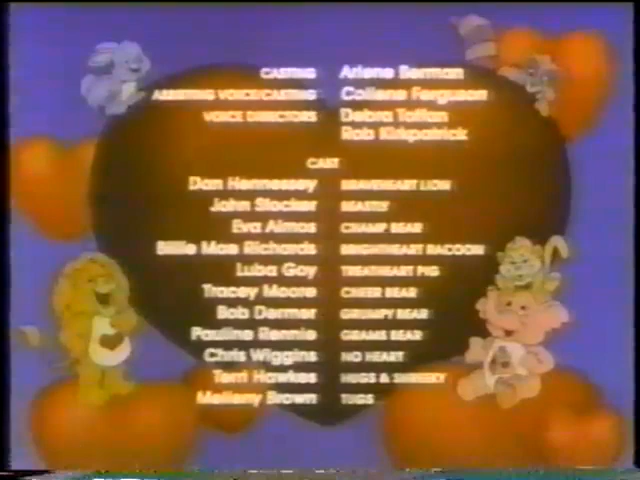 CASTING Arlene Berman
ASSISTING VOICE CASTING Collene Ferguson
VOICE DIRECTORS Debra Toffan
Rob Kirkpatrick
CAST
Dan Hennessey BRAVEHEART LION
John Stocker BEASTLY
Eva Almos CHAMP BEAR
Billie Mae Richards BRIGHTHEART RACOON
Luba Goy TREATHEART PIG
Tracey Moore CHEER BEAR
Bob Dermer GRUMPY BEAR
Pauline Rennie GRAMS BEAR
Chris Wiggins NO HEART
Terri Hawkes HUGS & SHREEKY
Melleny Brown TUGS